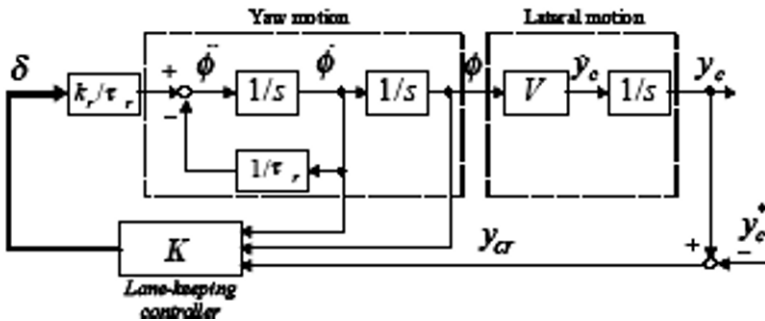 Yaw motion
Lateral motion
δ
k_r/τ_r
+
−
φ̈
1/s
φ̇
1/s
φ
V
ẏ_c
1/s
y_c
1/τ_r
K
y_cr
+
−
y_c*
Lane-keeping
controller